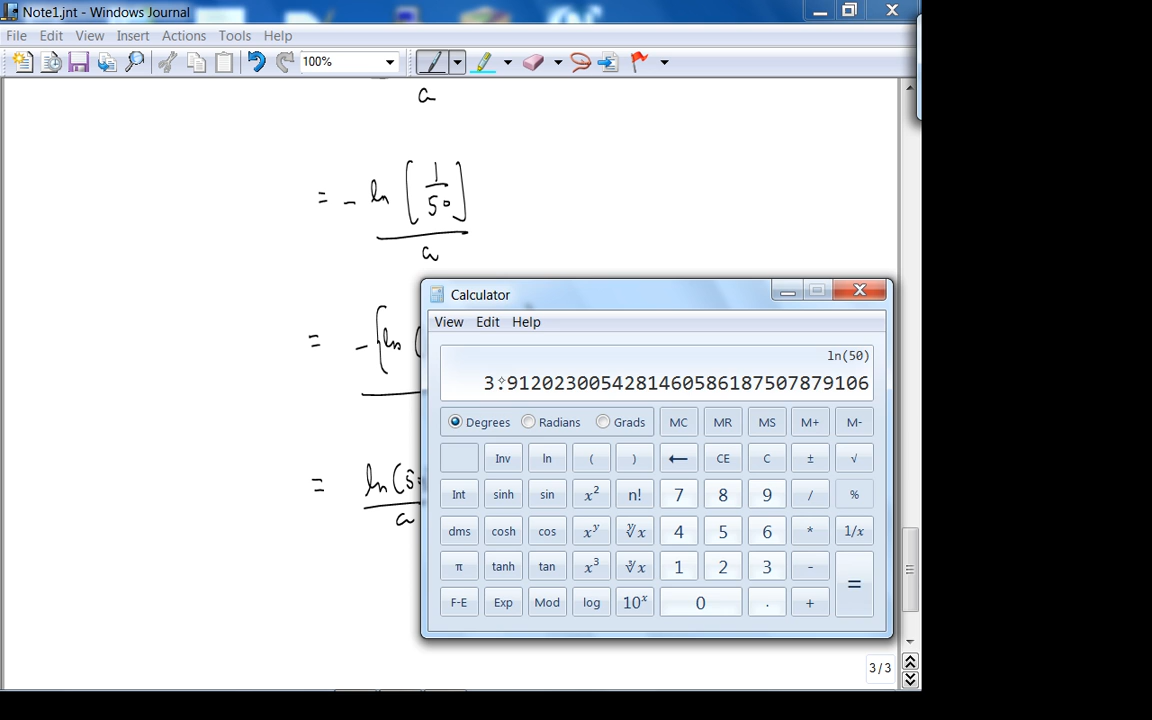 Note1.jnt - Windows Journal
File Edit View Insert Actions Tools Help
100%
a
= - ln [ 1/50 ]
a
= - { ln (
= ln(5
a
Calculator
View Edit Help
ln(50)
3.9120230054281460586187507879106
Degrees Radians Grads MC MR MS M+ M-
Inv ln ( ) ← CE C ± √
Int sinh sin x² n! 7 8 9 / %
dms cosh cos xʸ ʸ√x 4 5 6 * 1/x
π tanh tan x³ ³√x 1 2 3 - =
F-E Exp Mod log 10ˣ 0 . +
3/3